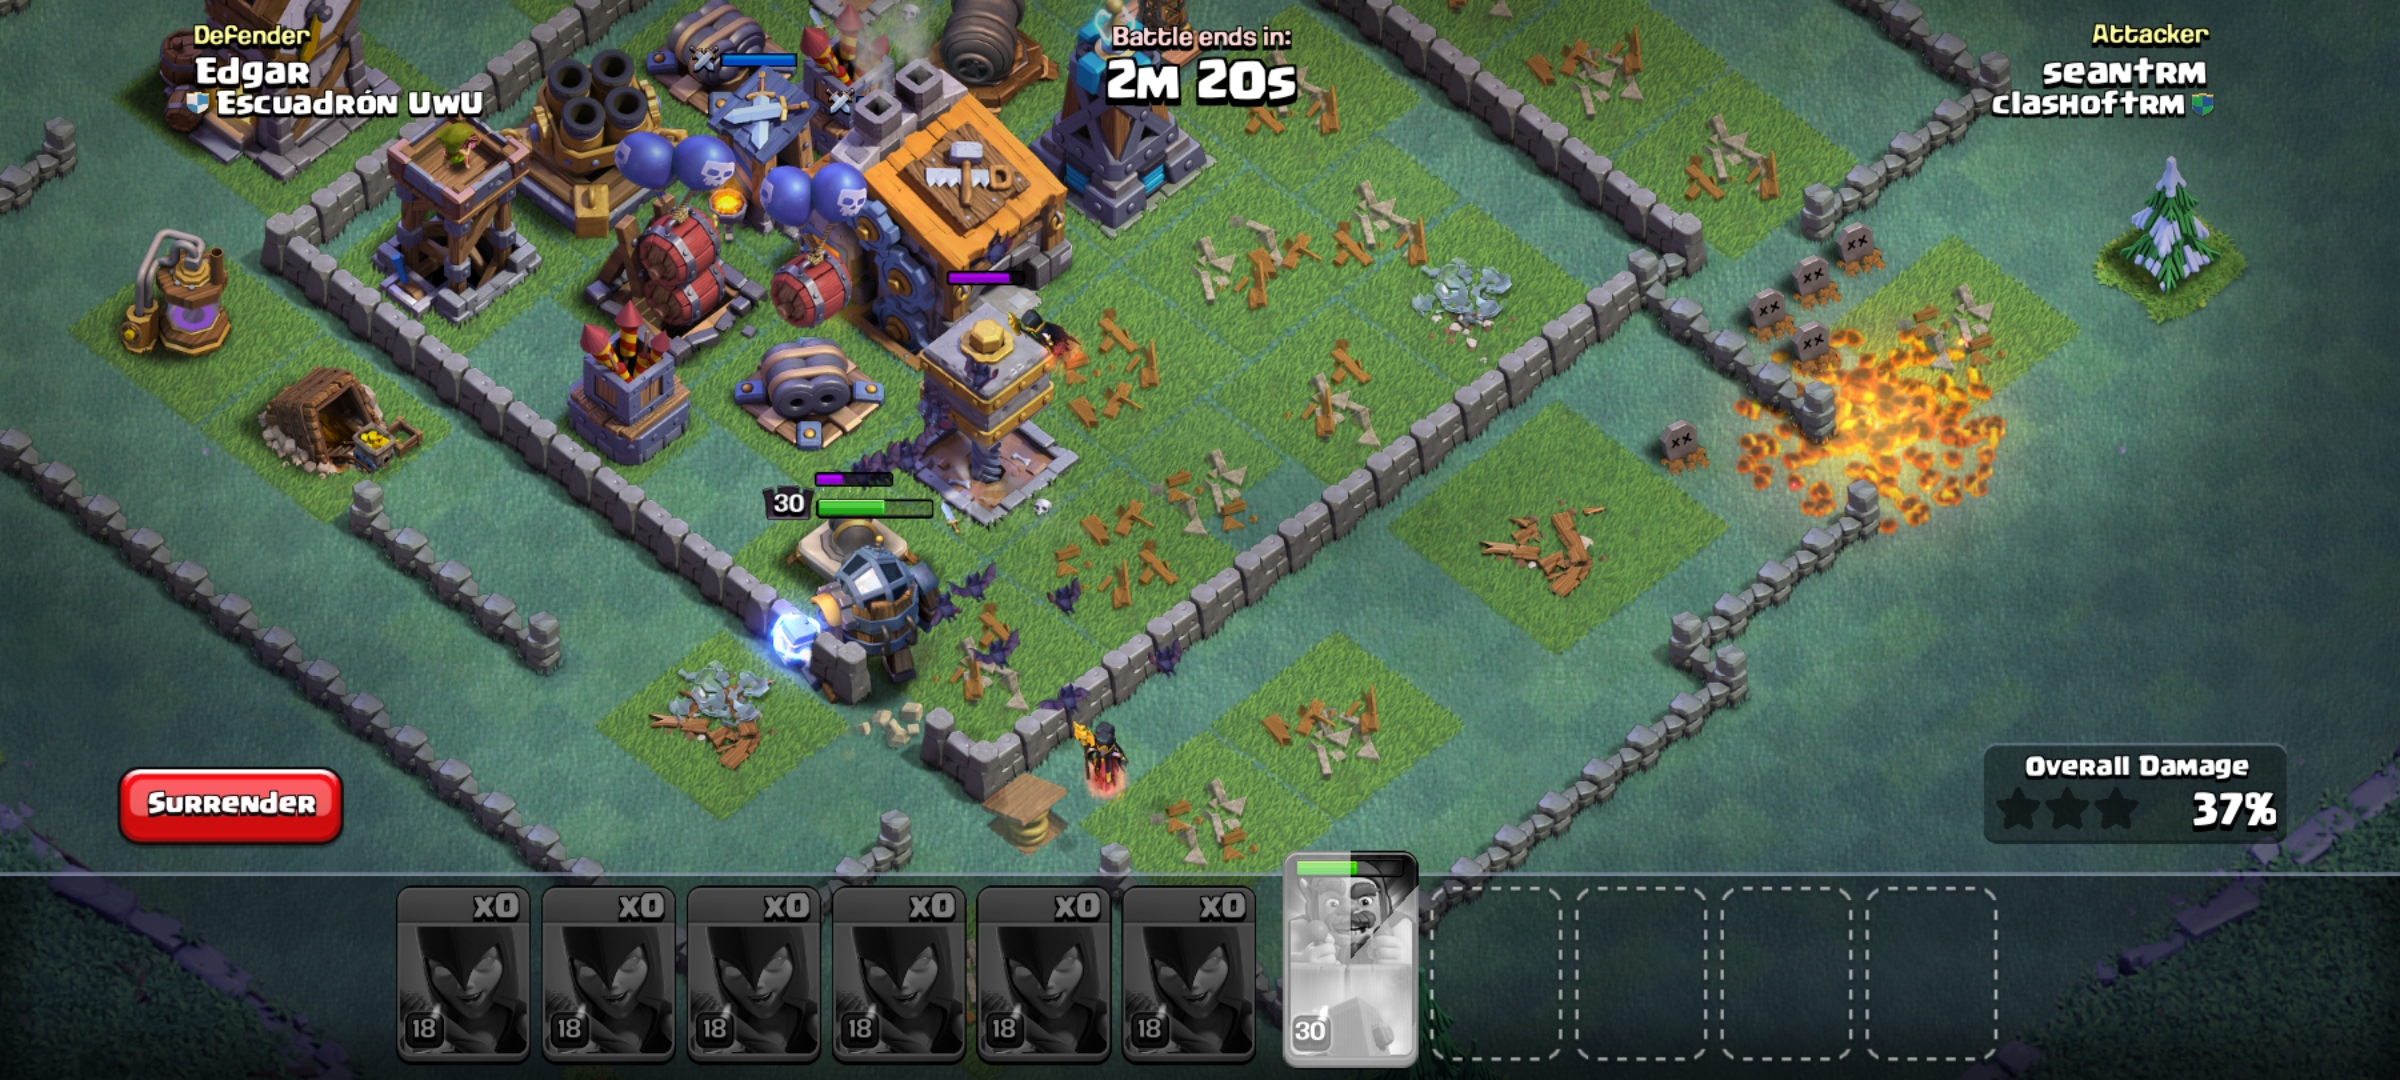 Defender
Edgar
Escuadrón UwU
Battle ends in:
2M 20s
Attacker
seantRM
clashoftRM
30
Surrender
Overall Damage
37%
x0
x0
x0
x0
x0
x0
18
18
18
18
18
18
30